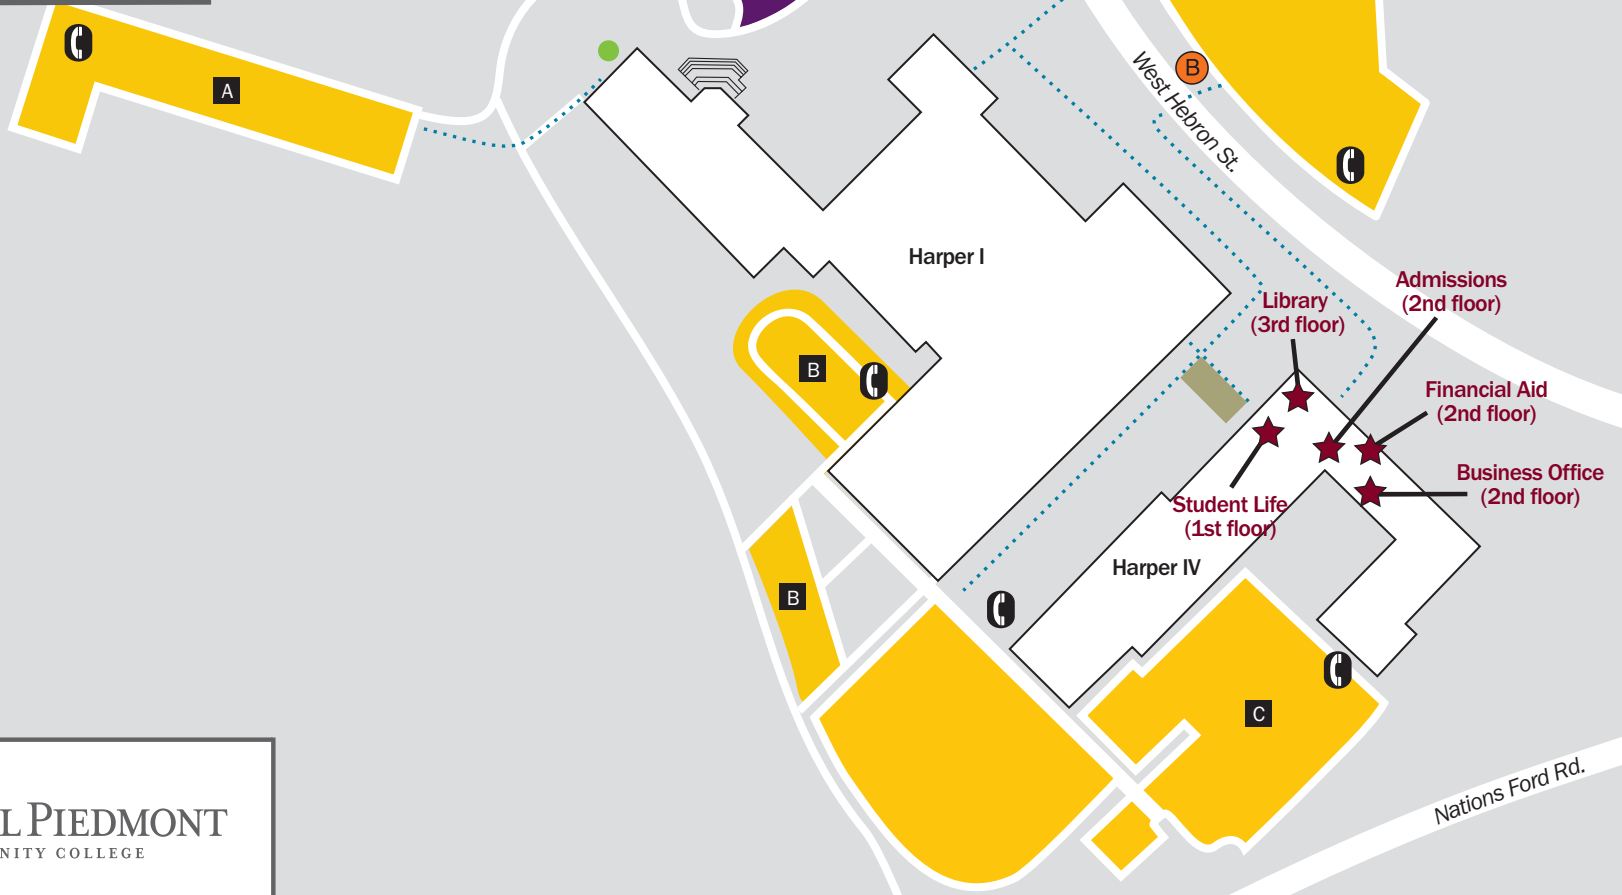 A
B
West Hebron St.
Harper I
Library
(3rd floor)
Admissions
(2nd floor)
B
Financial Aid
(2nd floor)
Business Office
(2nd floor)
Student Life
(1st floor)
Harper IV
B
C
Nations Ford Rd.
L PIEDMONT
NITY COLLEGE